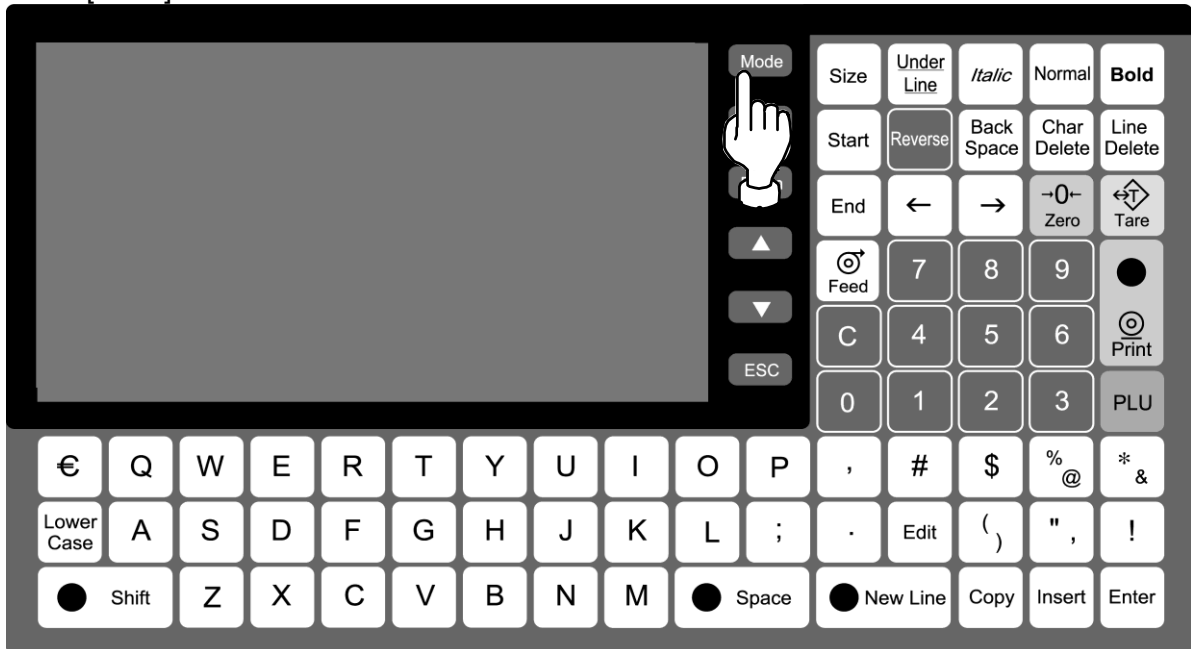 Mode
Size Under Line Italic Normal Bold
Start Reverse Back Space Char Delete Line Delete
End ← → →0← Zero ↔T Tare
▲
Feed 7 8 9
▼
C 4 5 6 Print
ESC
0 1 2 3 PLU
€ Q W E R T Y U I O P , # $ % @ * &
Lower Case A S D F G H J K L ; . Edit ( ) " , !
Shift Z X C V B N M Space New Line Copy Insert Enter